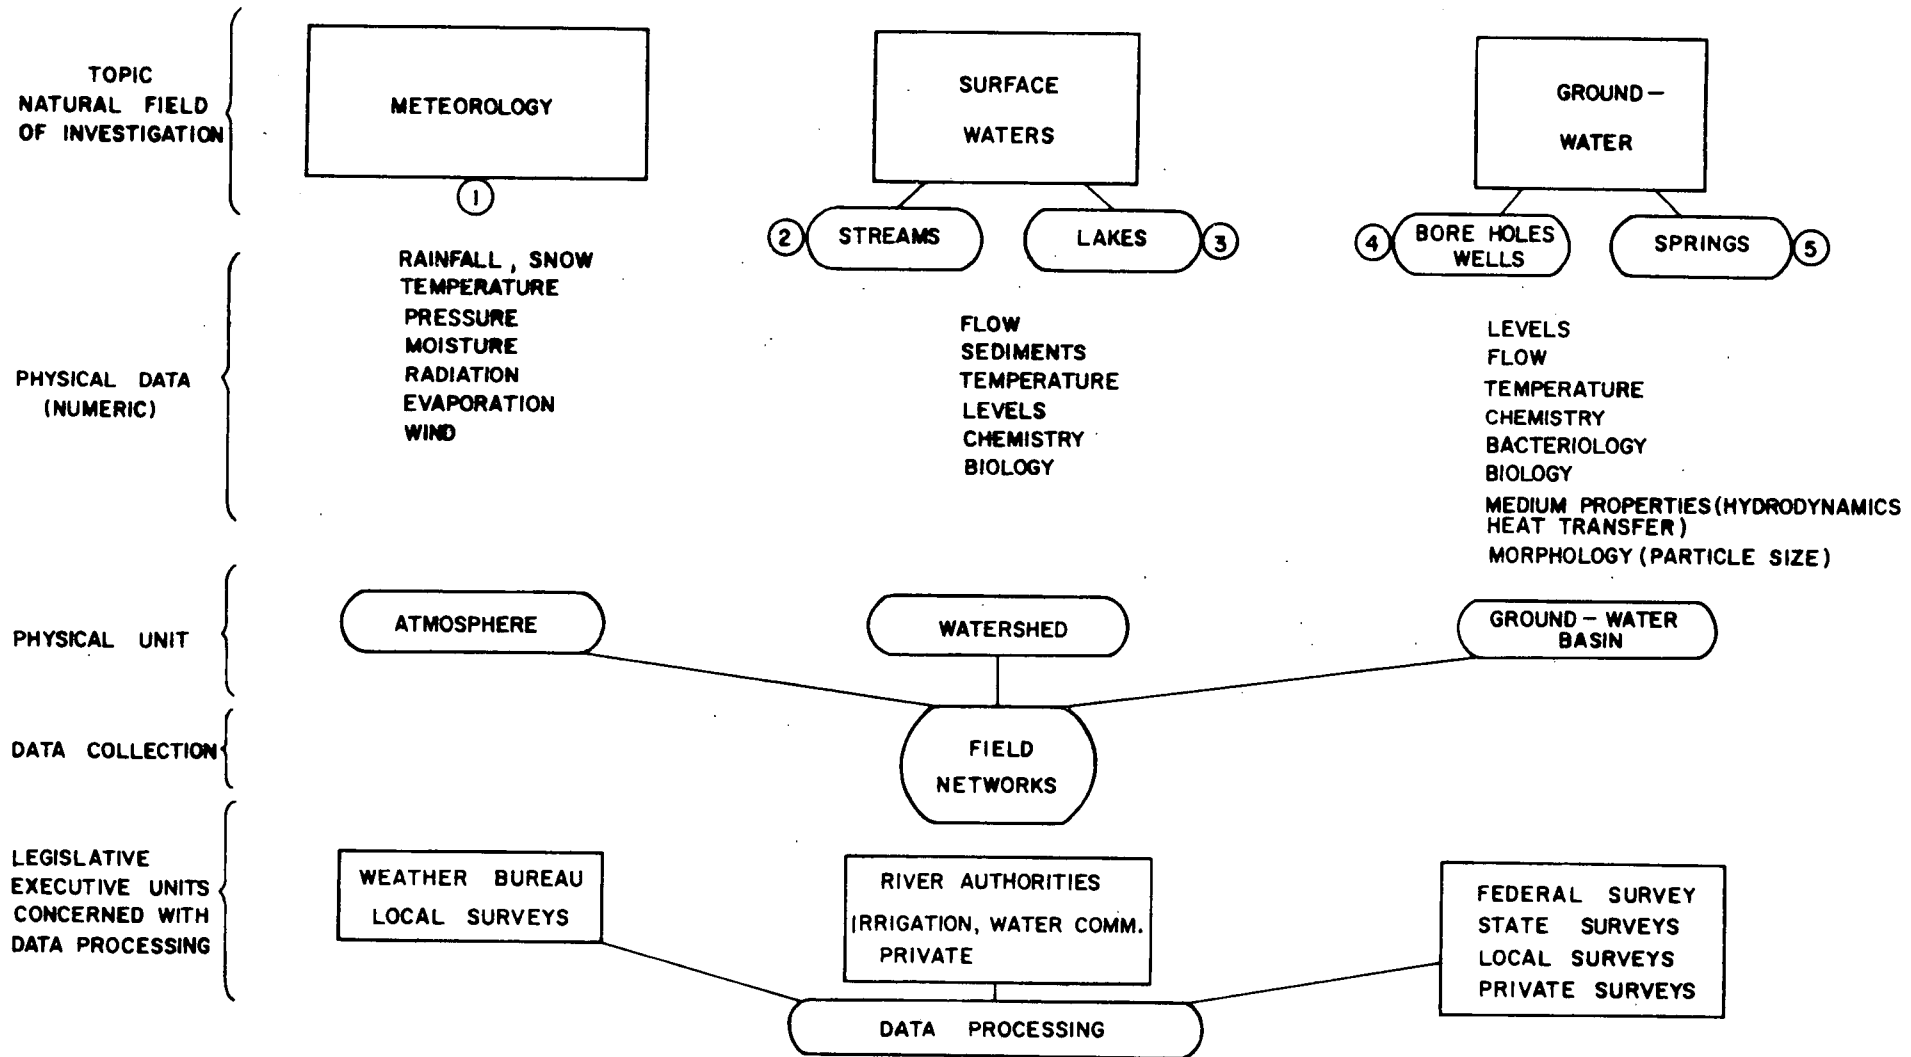 TOPIC
NATURAL FIELD
OF INVESTIGATION
METEOROLOGY
1
SURFACE
WATERS
2
STREAMS
LAKES
3
GROUND-
WATER
4
BORE HOLES
WELLS
SPRINGS
5
PHYSICAL DATA
(NUMERIC)
RAINFALL, SNOW
TEMPERATURE
PRESSURE
MOISTURE
RADIATION
EVAPORATION
WIND
FLOW
SEDIMENTS
TEMPERATURE
LEVELS
CHEMISTRY
BIOLOGY
LEVELS
FLOW
TEMPERATURE
CHEMISTRY
BACTERIOLOGY
BIOLOGY
MEDIUM PROPERTIES (HYDRODYNAMICS
HEAT TRANSFER)
MORPHOLOGY (PARTICLE SIZE)
PHYSICAL UNIT
ATMOSPHERE
WATERSHED
GROUND-WATER
BASIN
DATA COLLECTION
FIELD
NETWORKS
LEGISLATIVE
EXECUTIVE UNITS
CONCERNED WITH
DATA PROCESSING
WEATHER BUREAU
LOCAL SURVEYS
RIVER AUTHORITIES
IRRIGATION, WATER COMM.
PRIVATE
FEDERAL SURVEY
STATE SURVEYS
LOCAL SURVEYS
PRIVATE SURVEYS
DATA PROCESSING